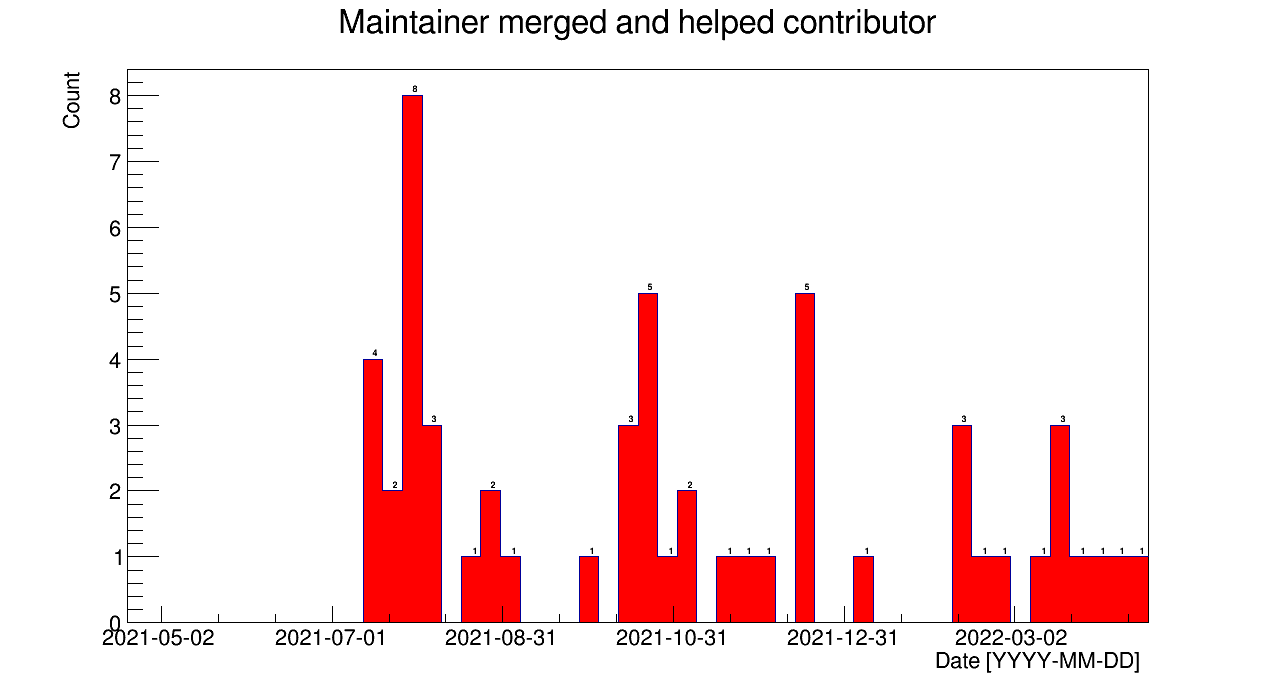 Maintainer merged and helped contributor
Count
8
7
6
5
4
3
2
1
0
4 2 8 3 1 2 1 1 3 5 1 2 1 1 1 5 1 3 1 1 1 3 1 1 1 1
2021-05-02 2021-07-01 2021-08-31 2021-10-31 2021-12-31 2022-03-02
Date [YYYY-MM-DD]